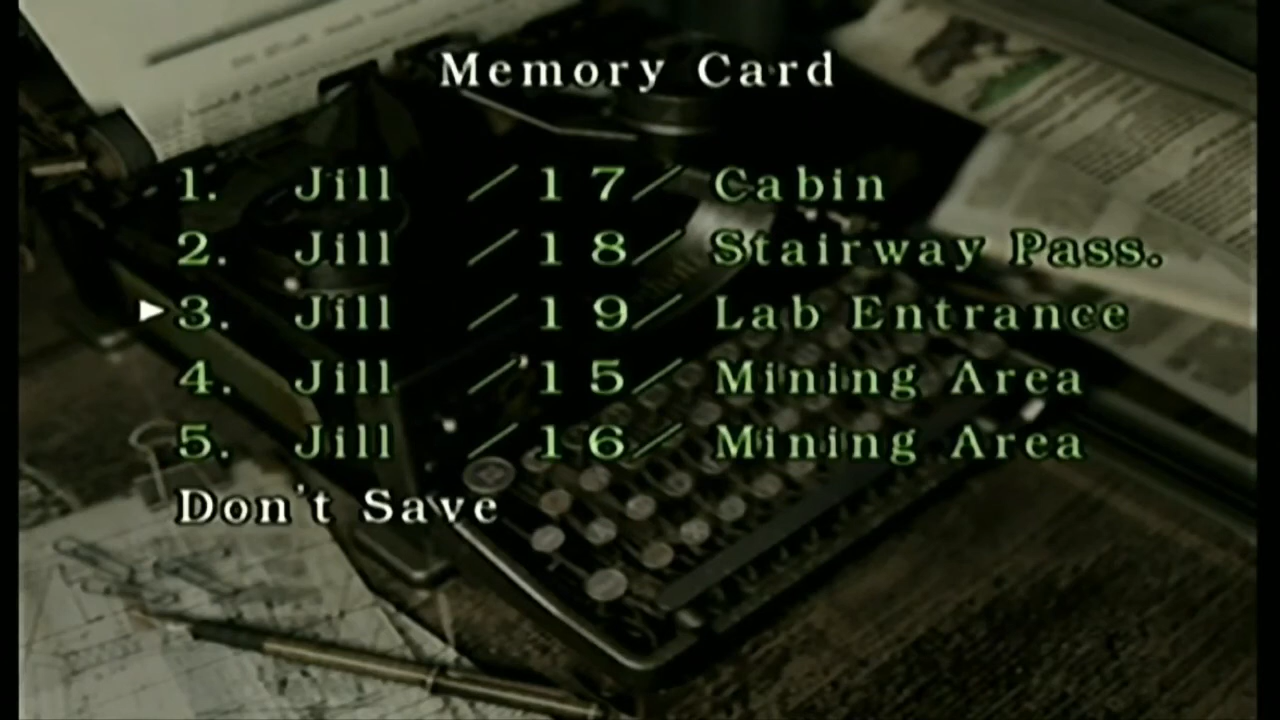 Memory Card
1. Jill /17/ Cabin
2. Jill /18/ Stairway Pass.
3. Jill /19/ Lab Entrance
4. Jill /15/ Mining Area
5. Jill /16/ Mining Area
Don't Save